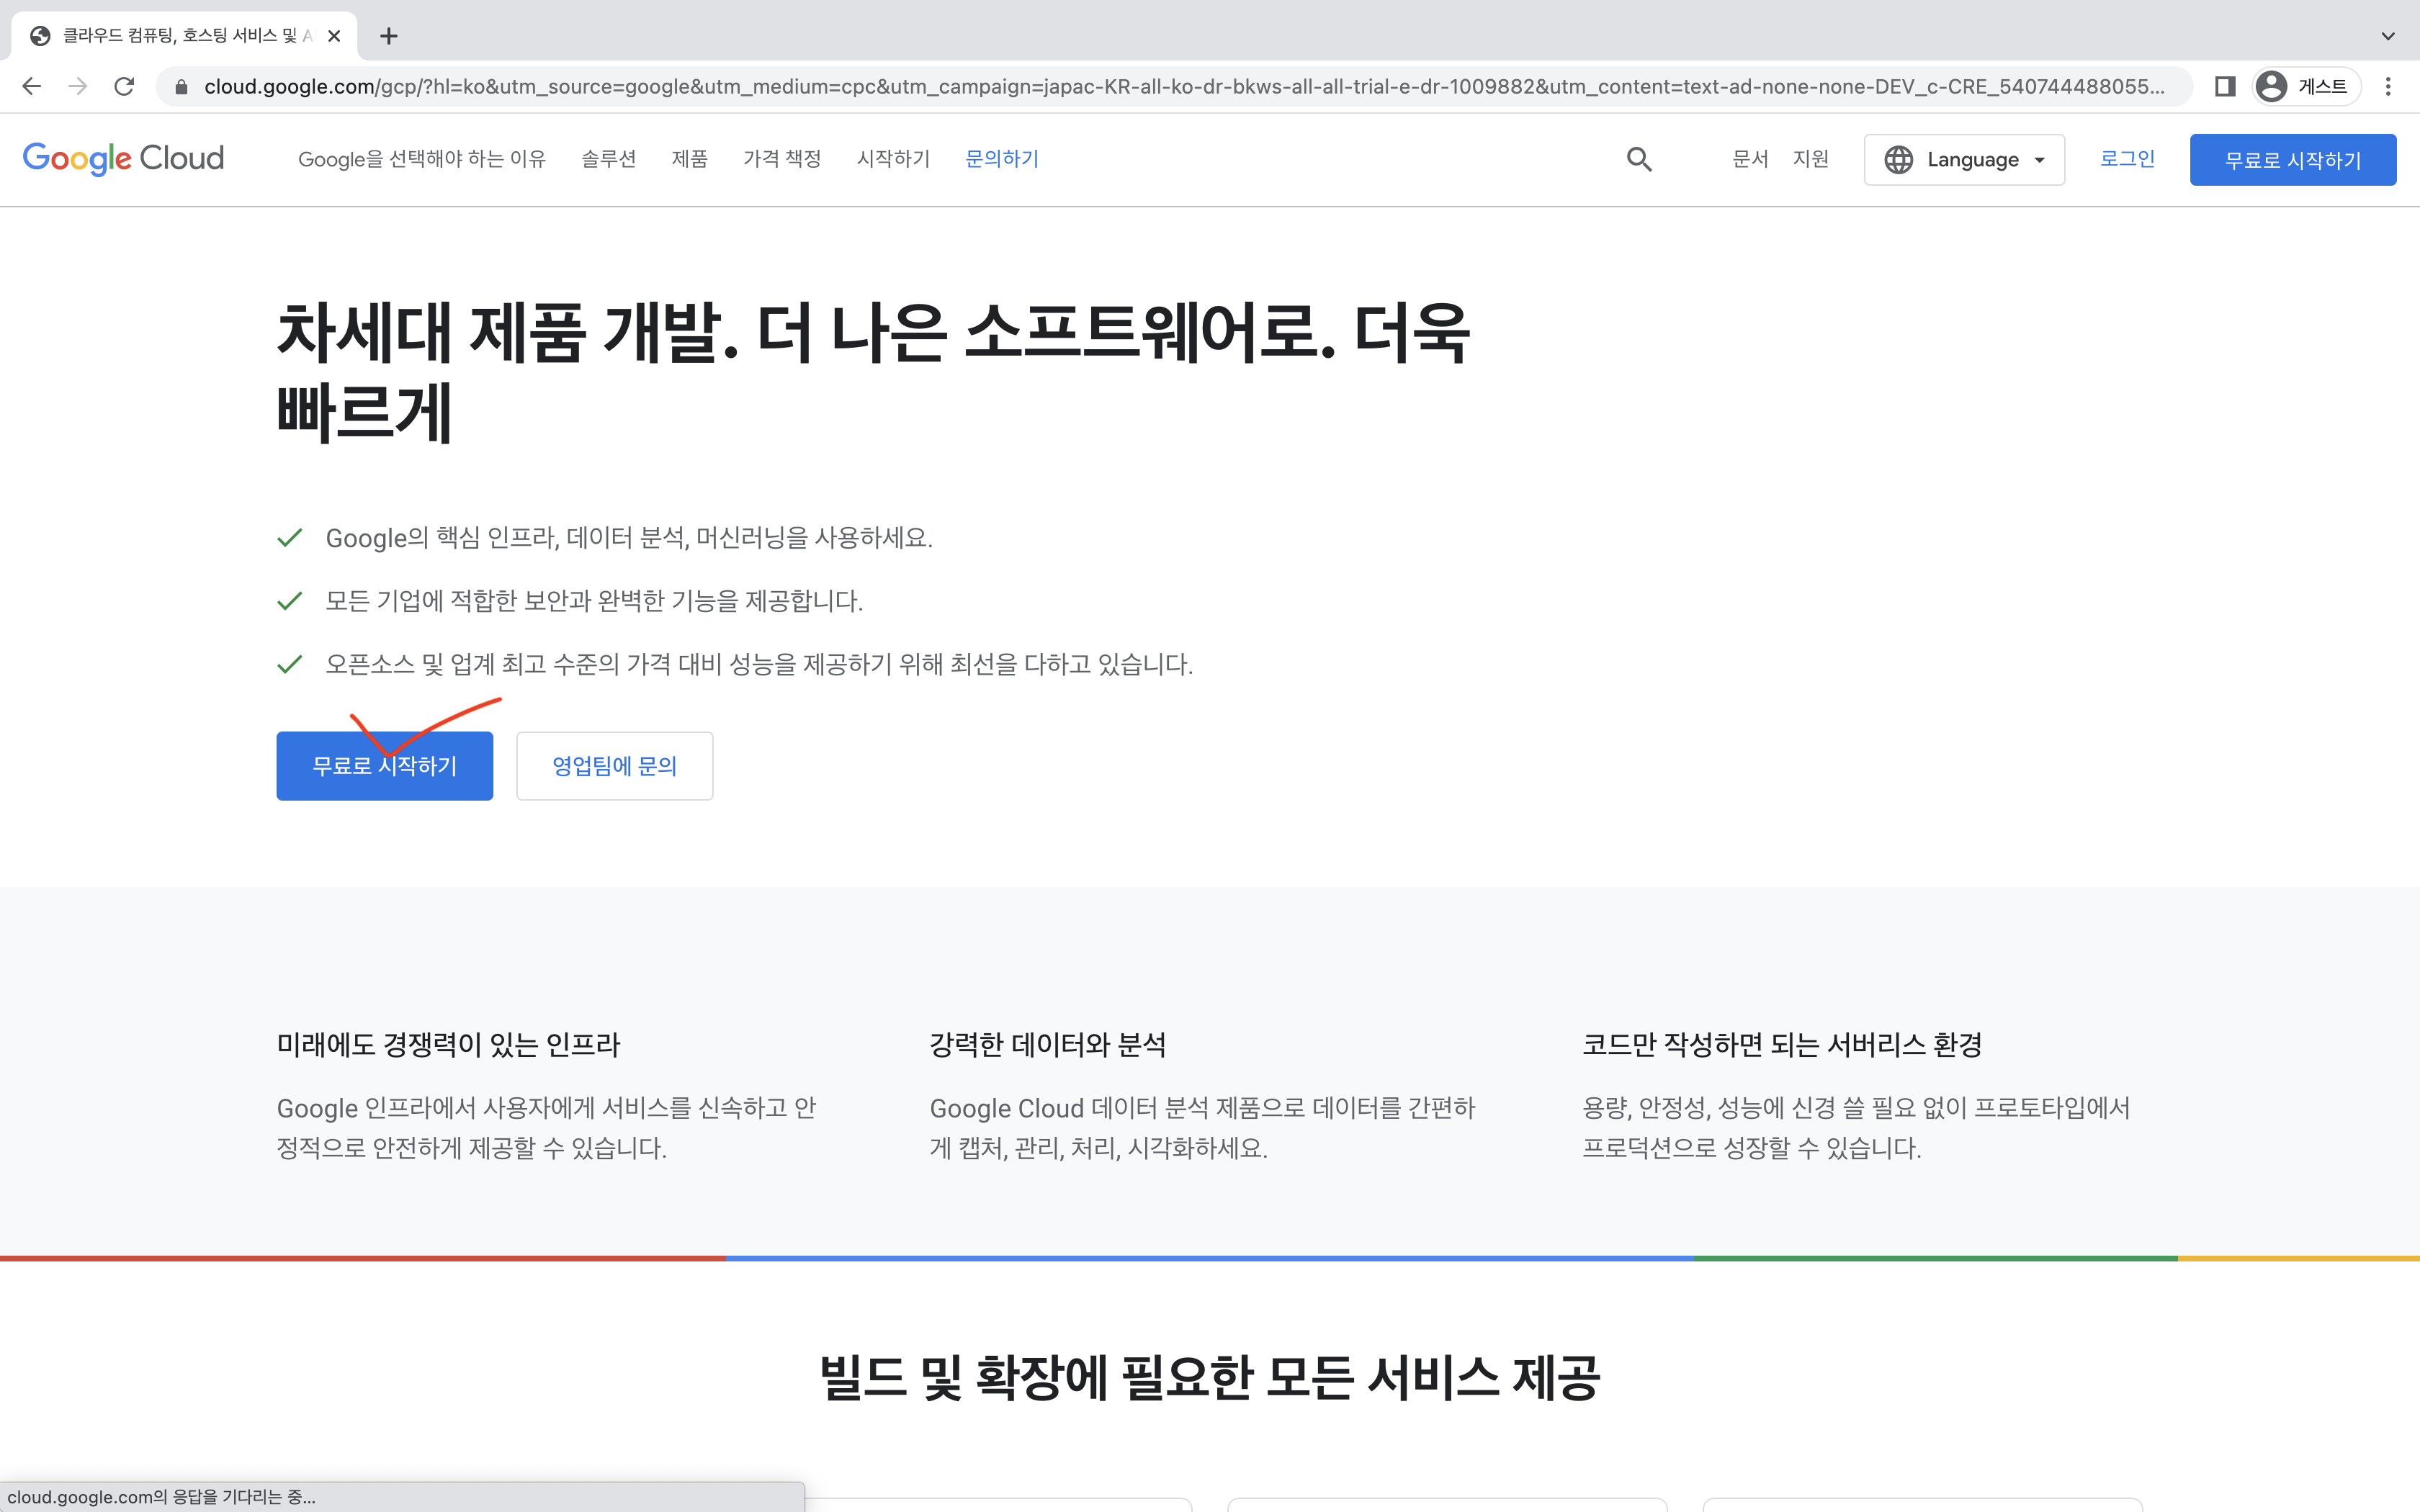 클라우드 컴퓨팅, 호스팅 서비스 및 A
cloud.google.com/gcp/?hl=ko&utm_source=google&utm_medium=cpc&utm_campaign=japac-KR-all-ko-dr-bkws-all-all-trial-e-dr-1009882&utm_content=text-ad-none-none-DEV_c-CRE_540744488055...
게스트
Google Cloud
Google을 선택해야 하는 이유
솔루션
제품
가격 책정
시작하기
문의하기
문서
지원
Language
로그인
무료로 시작하기
차세대 제품 개발. 더 나은 소프트웨어로. 더욱
빠르게
Google의 핵심 인프라, 데이터 분석, 머신러닝을 사용하세요.
모든 기업에 적합한 보안과 완벽한 기능을 제공합니다.
오픈소스 및 업계 최고 수준의 가격 대비 성능을 제공하기 위해 최선을 다하고 있습니다.
무료로 시작하기
영업팀에 문의
미래에도 경쟁력이 있는 인프라
Google 인프라에서 사용자에게 서비스를 신속하고 안
정적으로 안전하게 제공할 수 있습니다.
강력한 데이터와 분석
Google Cloud 데이터 분석 제품으로 데이터를 간편하
게 캡처, 관리, 처리, 시각화하세요.
코드만 작성하면 되는 서버리스 환경
용량, 안정성, 성능에 신경 쓸 필요 없이 프로토타입에서
프로덕션으로 성장할 수 있습니다.
빌드 및 확장에 필요한 모든 서비스 제공
cloud.google.com의 응답을 기다리는 중...